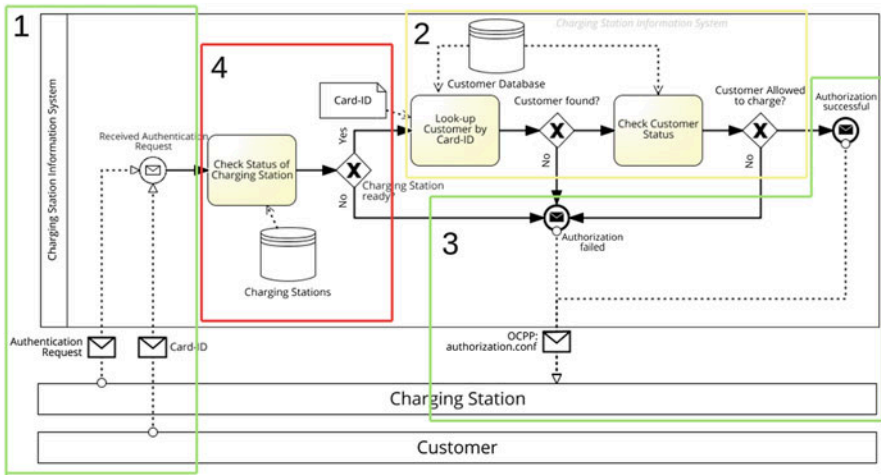 1
2
Charging Station Information System
4
Customer Database
Customer found?
Customer Allowed
to charge?
Authorization
successful
Card-ID
Charging Station Information System
Received Authentication
Request
Check Status of
Charging Station
Yes
Look-up
Customer by
Card-ID
Check Customer
Status
Charging Station
ready
No
No
No
3
Authorization
failed
Charging Stations
Authentication
Request
Card-ID
OCPP:
authorization.conf
Charging Station
Customer